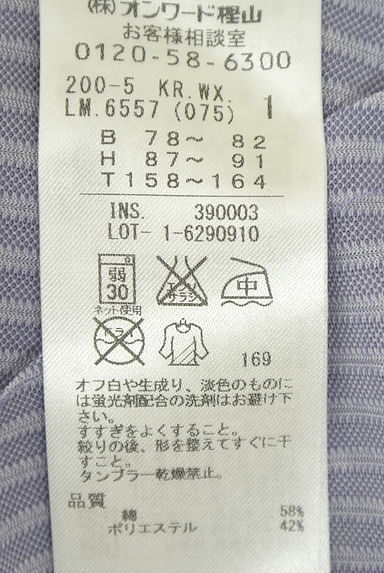 (株)オンワード樫山
お客様相談室
0120-58-6300
200-5 KR.WX.
LM.6557 (075) 1
B 78～ 82
H 87～ 91
T158～164
INS. 390003
LOT- 1-6290910
弱 30 エンソ サラシ 中
ネット使用
ドライ
169
オフ白や生成り、淡色のものに
は蛍光剤配合の洗剤はお避け下
さい。
すすぎをよくすること。
絞りの後、形を整えてすぐに干
すこと。
タンブラー乾燥禁止。
品質
綿 58%
ポリエステル 42%